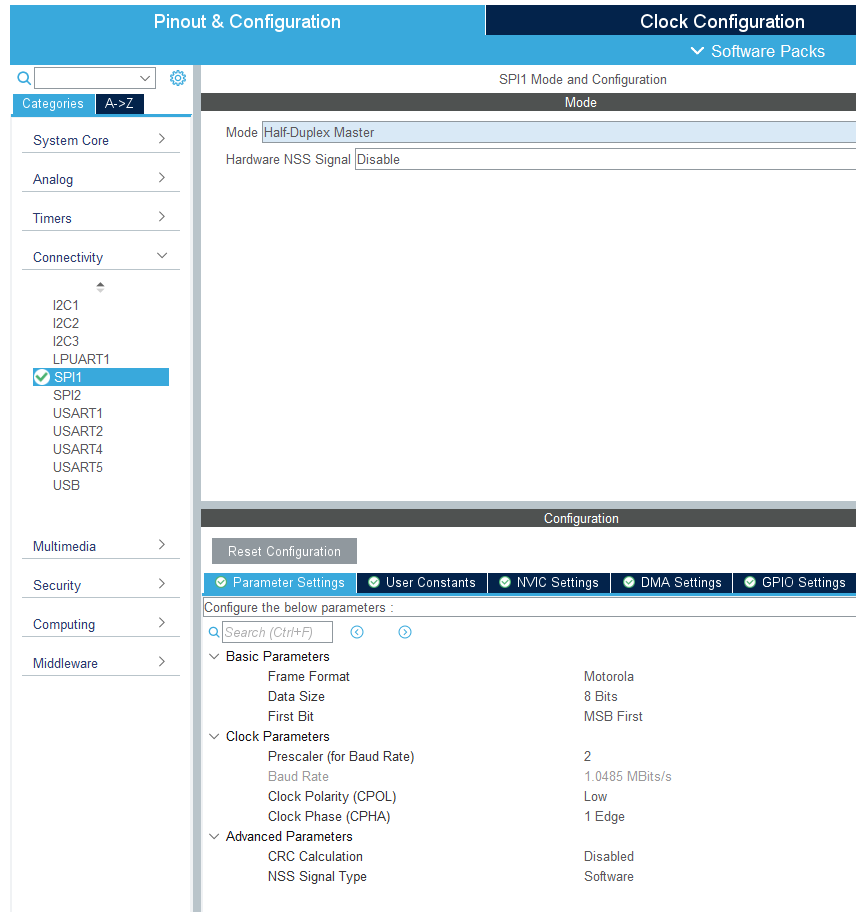 Pinout & Configuration
Clock Configuration
Software Packs
Categories A->Z
System Core
Analog
Timers
Connectivity
I2C1
I2C2
I2C3
LPUART1
SPI1
SPI2
USART1
USART2
USART4
USART5
USB
Multimedia
Security
Computing
Middleware
SPI1 Mode and Configuration
Mode
Mode Half-Duplex Master
Hardware NSS Signal Disable
Configuration
Reset Configuration
Parameter Settings User Constants NVIC Settings DMA Settings GPIO Settings
Configure the below parameters :
Search (Ctrl+F)
Basic Parameters
Frame Format Motorola
Data Size 8 Bits
First Bit MSB First
Clock Parameters
Prescaler (for Baud Rate) 2
Baud Rate 1.0485 MBits/s
Clock Polarity (CPOL) Low
Clock Phase (CPHA) 1 Edge
Advanced Parameters
CRC Calculation Disabled
NSS Signal Type Software